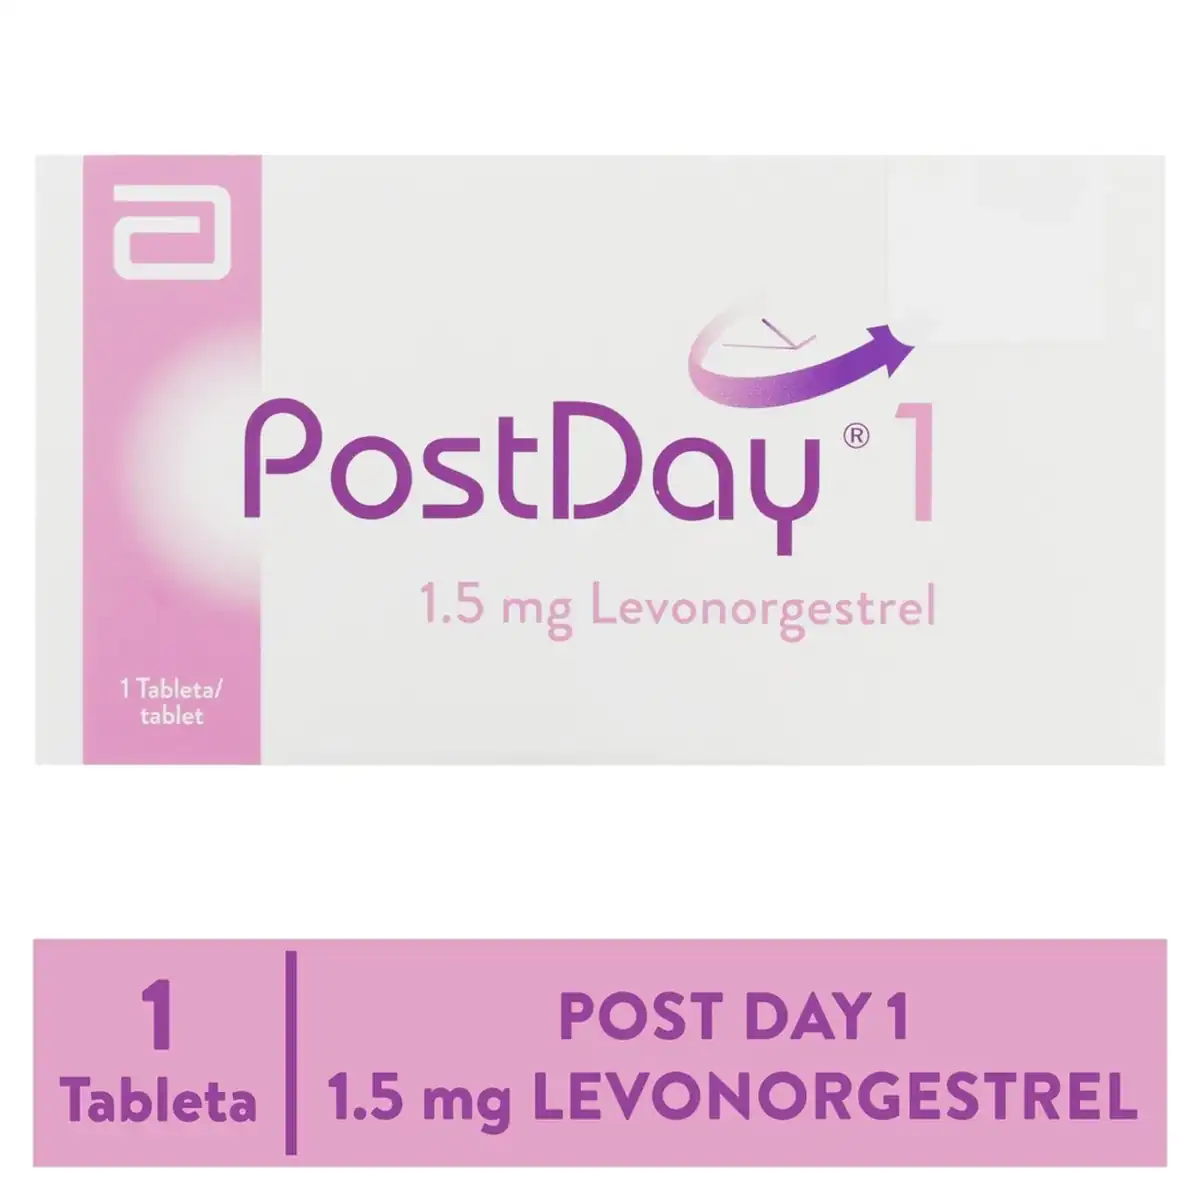 PostDay® 1
1.5 mg Levonorgestrel
1 Tableta/
tablet
1
Tableta
POST DAY 1
1.5 mg LEVONORGESTREL